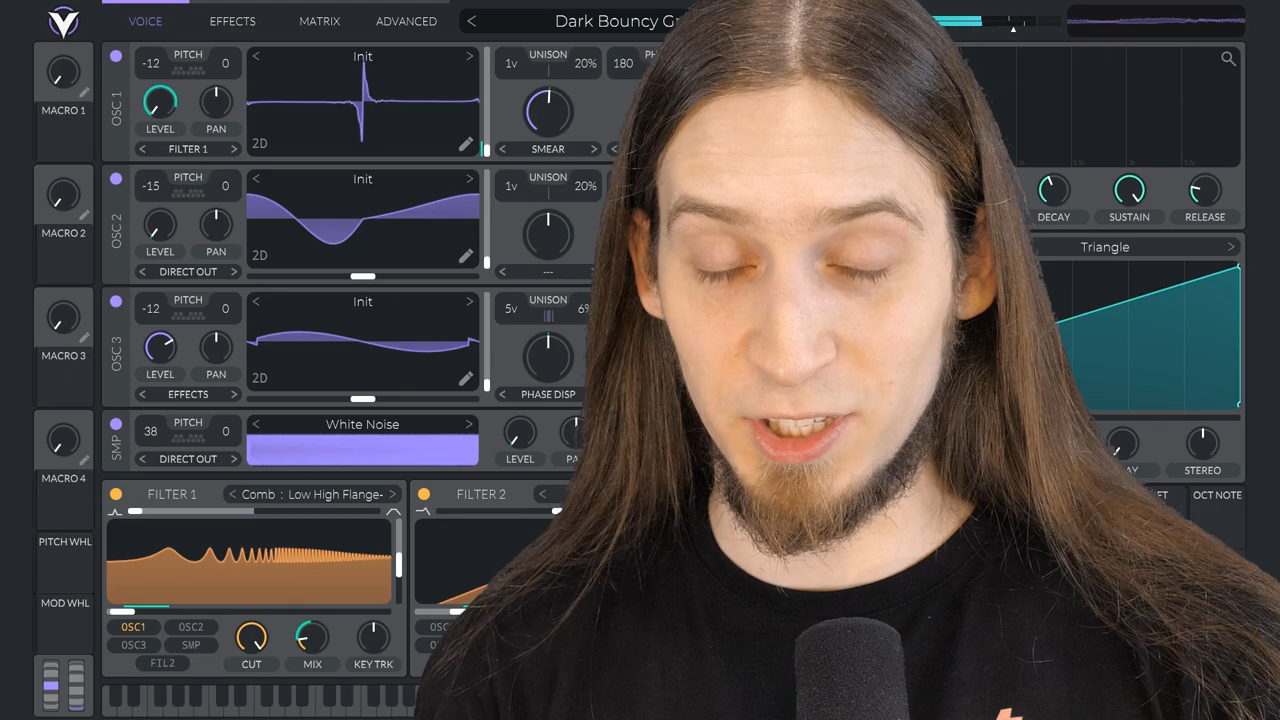 VOICE EFFECTS MATRIX ADVANCED
< Dark Bouncy
MACRO 1
MACRO 2
MACRO 3
MACRO 4
PITCH WHL
MOD WHL
OSC 1
PITCH
-12 0
LEVEL PAN
< FILTER 1 >
< Init >
2D
UNISON
1v 20%
< SMEAR >
180
OSC 2
PITCH
-15 0
LEVEL PAN
< DIRECT OUT >
< Init >
2D
UNISON
1v 20%
< ---
OSC 3
PITCH
-12 0
LEVEL PAN
< EFFECTS >
< Init >
2D
UNISON
5v 6%
< PHASE DISP
SMP
PITCH
38 0
< DIRECT OUT >
< White Noise >
LEVEL
FILTER 1
< Comb : Low High Flange- >
OSC1 OSC2
OSC3 SMP
FIL2
CUT MIX KEY TRK
FILTER 2
<
DECAY SUSTAIN RELEASE
Triangle >
STEREO
OCT NOTE